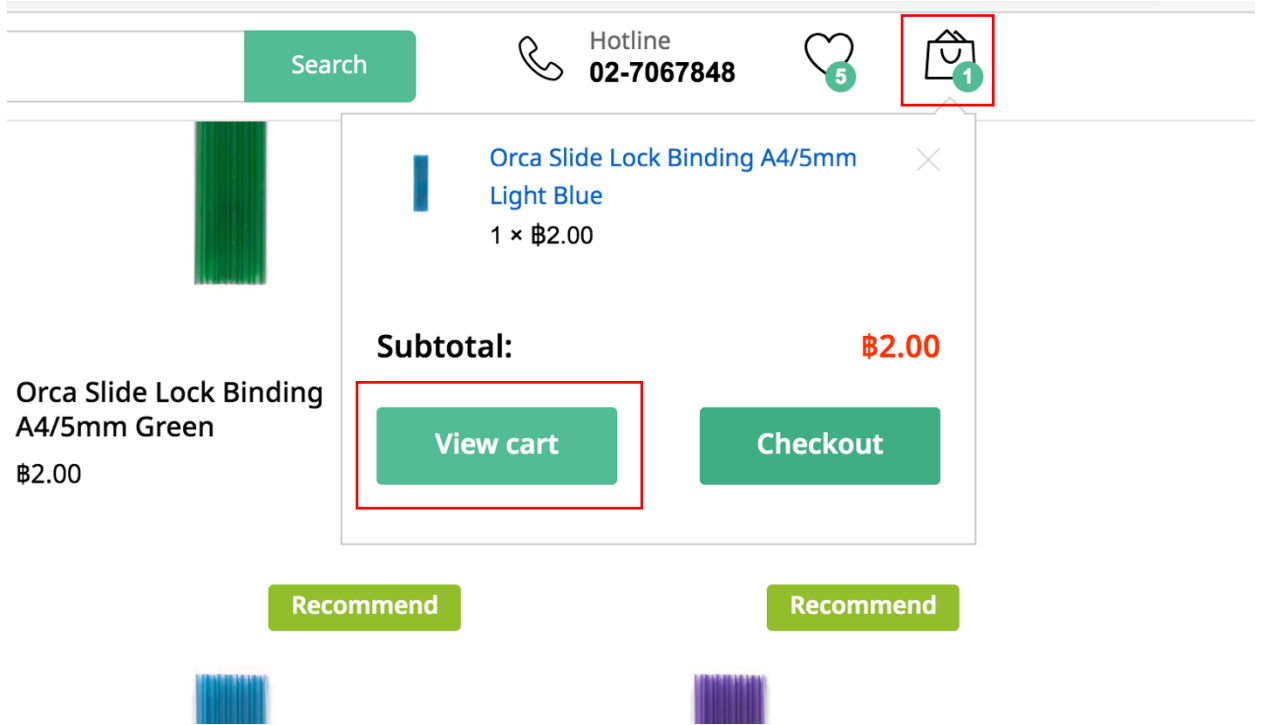 Search
Hotline
02-7067848
5
1
Orca Slide Lock Binding A4/5mm
Light Blue
1 × ฿2.00
Subtotal:
฿2.00
View cart
Checkout
Orca Slide Lock Binding
A4/5mm Green
฿2.00
Recommend
Recommend